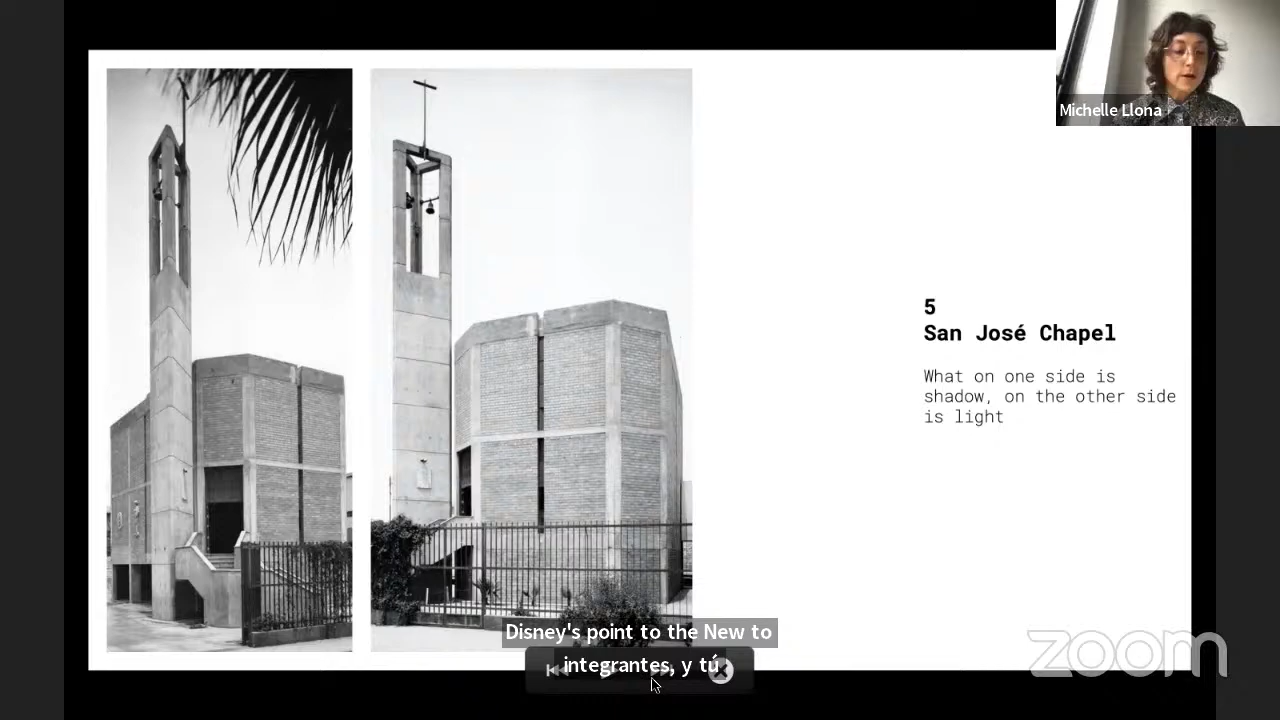 Michelle Llona
5
San José Chapel
What on one side is
shadow, on the other side
is light
Disney's point to the New to
integrantes, y tú
zoom